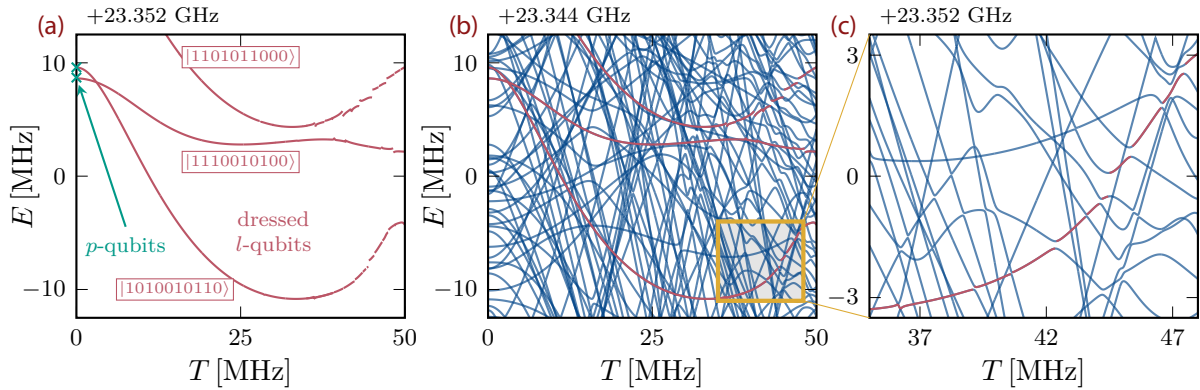 (a) +23.352 GHz
10
0
−10
E [MHz]
|1101011000⟩
|1110010100⟩
p-qubits
dressed
l-qubits
|1010010110⟩
0 25 50
T [MHz]
(b) +23.344 GHz
10
0
−10
E [MHz]
0 25 50
T [MHz]
(c) +23.352 GHz
3
0
−3
37 42 47
T [MHz]